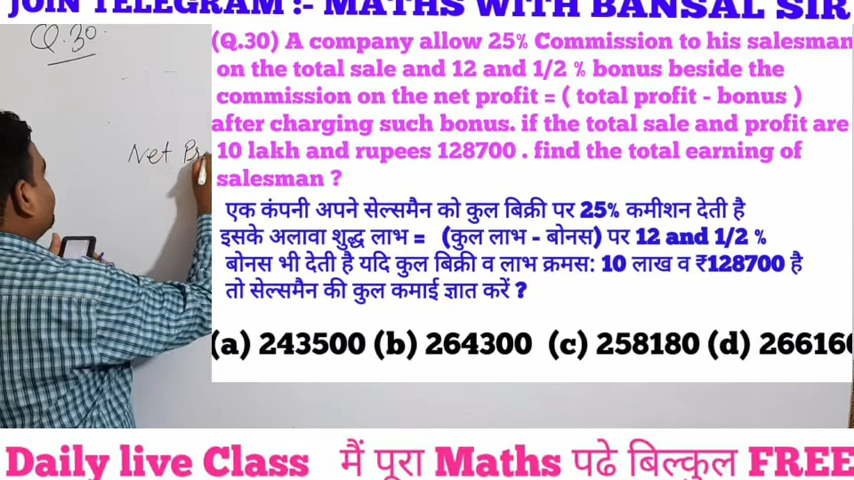 JOIN TELEGRAM :- MATHS WITH BANSAL SIR
Q.30
(Q.30) A company allow 25% Commission to his salesman
on the total sale and 12 and 1/2 % bonus beside the
commission on the net profit = ( total profit - bonus )
after charging such bonus. if the total sale and profit are
10 lakh and rupees 128700 . find the total earning of
salesman ?
Net
एक कंपनी अपने सेल्समैन को कुल बिक्री पर 25% कमीशन देती है
इसके अलावा शुद्ध लाभ = (कुल लाभ - बोनस) पर 12 and 1/2 %
बोनस भी देती है यदि कुल बिक्री व लाभ क्रमस: 10 लाख व ₹128700 है
तो सेल्समैन की कुल कमाई ज्ञात करें ?
(a) 243500 (b) 264300 (c) 258180 (d) 26616
Daily live Class मैं पूरा Maths पढे बिल्कुल FREE